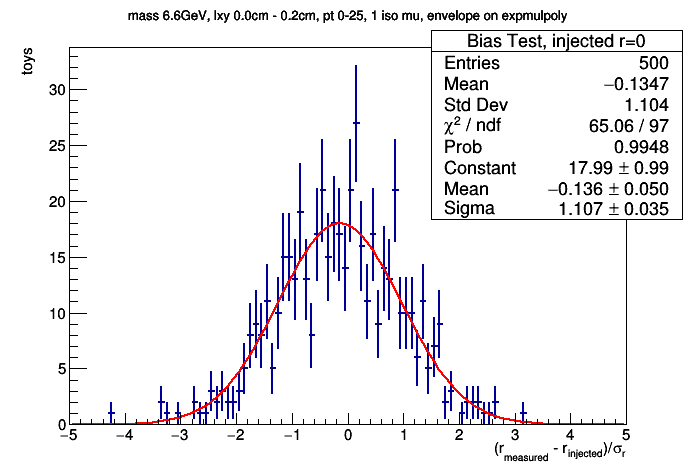 mass 6.6GeV, lxy 0.0cm - 0.2cm, pt 0-25, 1 iso mu, envelope on expmulpoly
toys
Bias Test, injected r=0
Entries 500
Mean −0.1347
Std Dev 1.104
χ² / ndf 65.06 / 97
Prob 0.9948
Constant 17.99 ± 0.99
Mean −0.136 ± 0.050
Sigma 1.107 ± 0.035
30
25
20
15
10
5
0
−5 −4 −3 −2 −1 0 1 2 3 4 5
(r_measured - r_injected)/σ_r